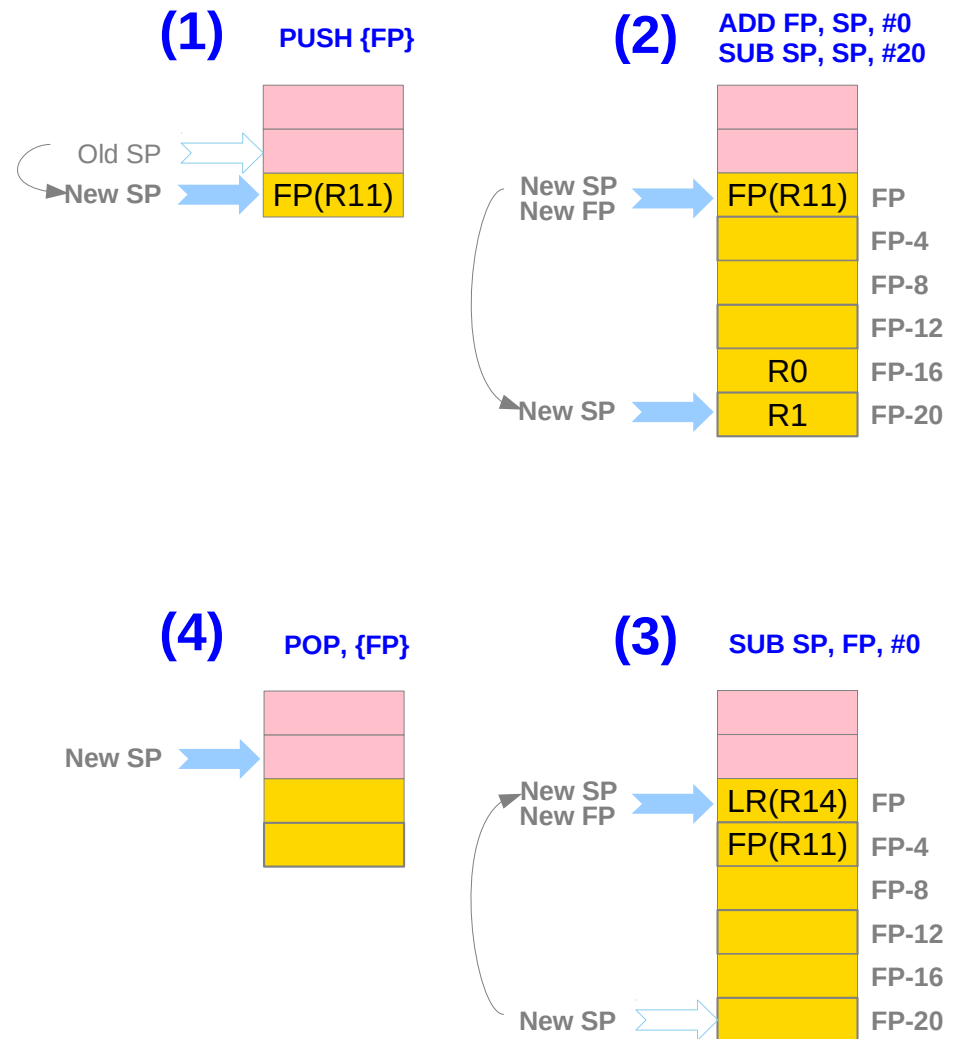 (1)
PUSH {FP}
Old SP
New SP
FP(R11)
(2)
ADD FP, SP, #0
SUB SP, SP, #20
New SP
New FP
FP(R11)
FP
FP-4
FP-8
FP-12
R0
FP-16
New SP
R1
FP-20
(4)
POP, {FP}
New SP
(3)
SUB SP, FP, #0
New SP
New FP
LR(R14)
FP
FP(R11)
FP-4
FP-8
FP-12
FP-16
New SP
FP-20